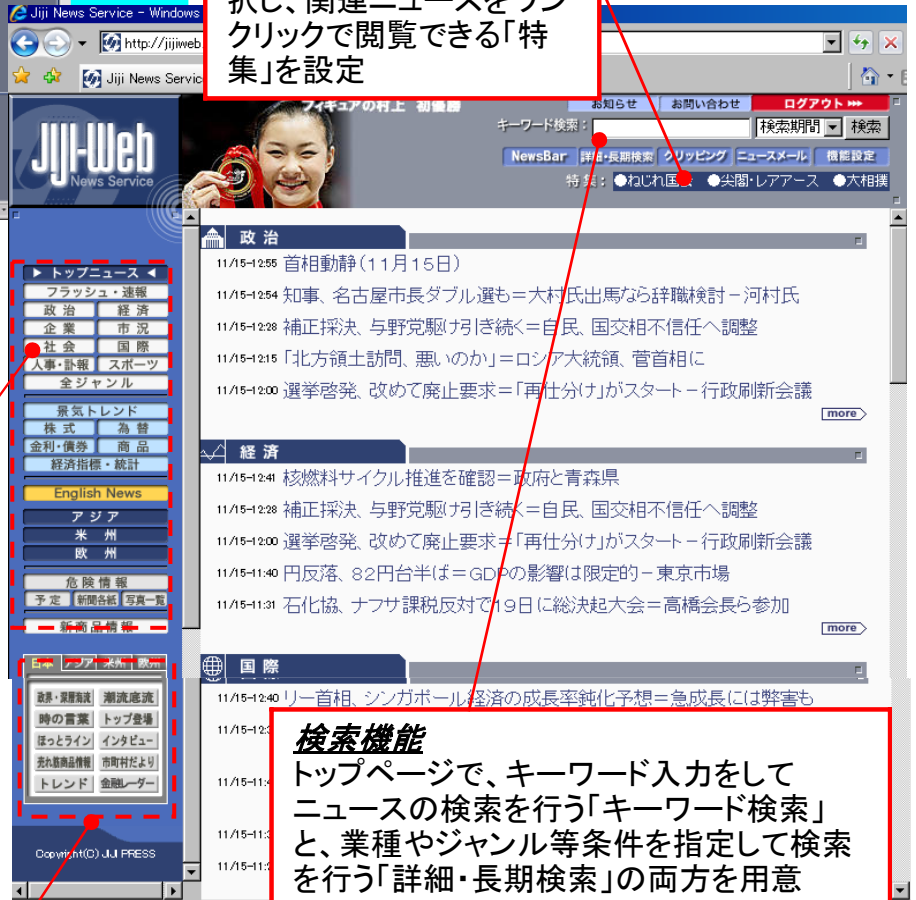 Jiji News Service - Windows
択し、関連ニュースをワン
クリックで閲覧できる「特
集」を設定
http://jijiweb.
Jiji News Servic
フィギュアの村上 初優勝
お知らせ
お問い合わせ
ログアウト
JIJI-Web
News Service
キーワード検索：
検索期間
検索
NewsBar
詳細・長期検索
クリッピング
ニュースメール
機能設定
特集：●ねじれ国会 ●尖閣・レアアース ●大相撲
トップニュース
フラッシュ・速報
政治 経済
企業 市況
社会 国際
人事・訃報 スポーツ
全ジャンル
景気トレンド
株式 為替
金利・債券 商品
経済指標・統計
English News
アジア
米州
欧州
危険情報
予定 新聞各紙 写真一覧
新商品情報
日本 アジア 米州 欧州
政界・深層海流 潮流底流
時の言葉 トップ登場
ほっとライン インタビュー
売れ筋商品情報 市町村だより
トレンド 金融レーダー
Copyright(C) JIJI PRESS
政治
11/15-12:55 首相動静(11月15日)
11/15-12:54 知事、名古屋市長ダブル選も＝大村氏出馬なら辞職検討－河村氏
11/15-12:28 補正採決、与野党駆け引き続く＝自民、国交相不信任へ調整
11/15-12:15 「北方領土訪問、悪いのか」＝ロシア大統領、菅首相に
11/15-12:00 選挙啓発、改めて廃止要求＝「再仕分け」がスタート－行政刷新会議
more
経済
11/15-12:41 核燃料サイクル推進を確認＝政府と青森県
11/15-12:28 補正採決、与野党駆け引き続く＝自民、国交相不信任へ調整
11/15-12:00 選挙啓発、改めて廃止要求＝「再仕分け」がスタート－行政刷新会議
11/15-11:40 円反落、82円台半ば＝GDPの影響は限定的－東京市場
11/15-11:31 石化協、ナフサ課税反対で19日に総決起大会＝高橋会長ら参加
more
国際
11/15-12:40 リー首相、シンガポール経済の成長率鈍化予想＝急成長には弊害も
11/15-12:3
11/15-11:4
11/15-11:3
11/15-11:2
検索機能
トップページで、キーワード入力をして
ニュースの検索を行う「キーワード検索」
と、業種やジャンル等条件を指定して検索
を行う「詳細・長期検索」の両方を用意